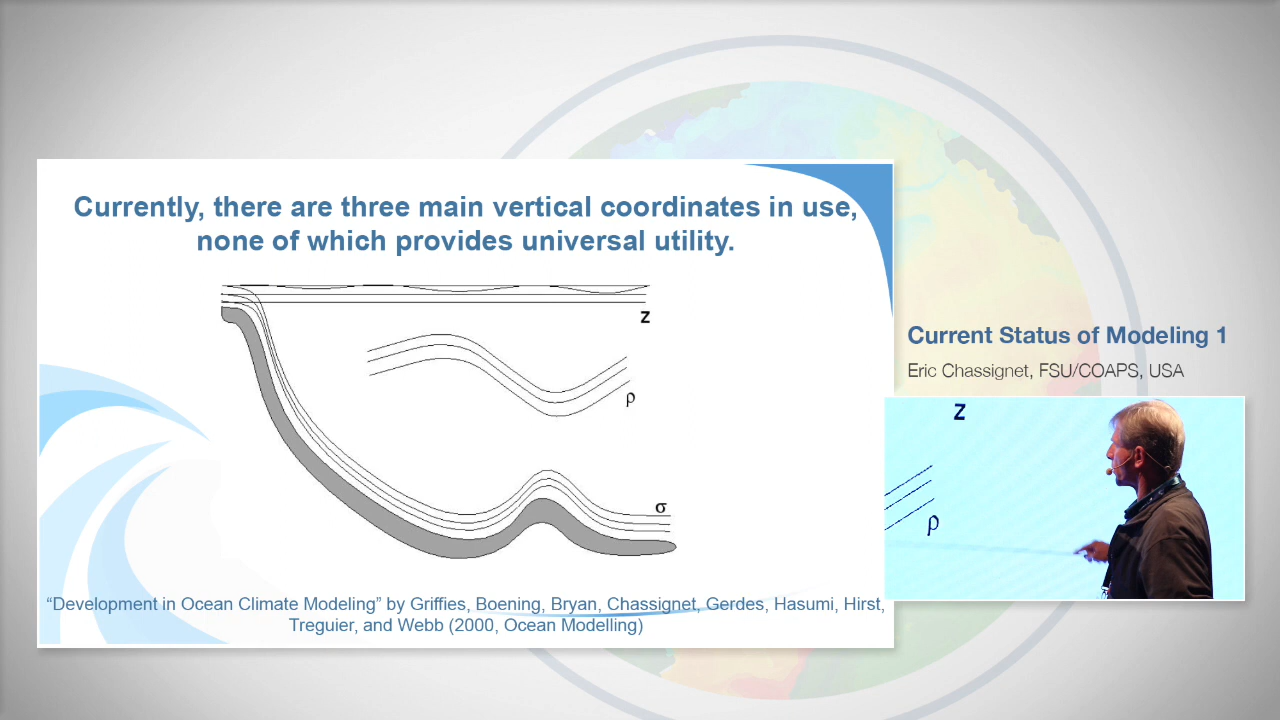 Currently, there are three main vertical coordinates in use,
none of which provides universal utility.
z
ρ
σ
“Development in Ocean Climate Modeling” by Griffies, Boening, Bryan, Chassignet, Gerdes, Hasumi, Hirst,
Treguier, and Webb (2000, Ocean Modelling)
Current Status of Modeling 1
Eric Chassignet, FSU/COAPS, USA
z
ρ